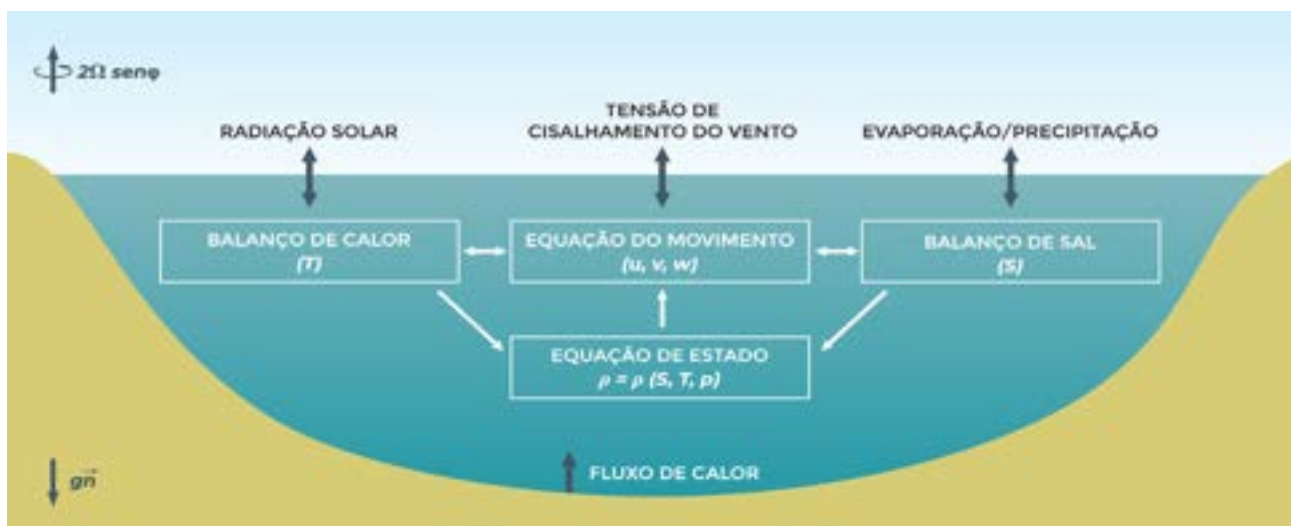 2Ω senφ
RADIAÇÃO SOLAR
TENSÃO DE
CISALHAMENTO DO VENTO
EVAPORAÇÃO/PRECIPITAÇÃO
BALANÇO DE CALOR
(T)
EQUAÇÃO DO MOVIMENTO
(u, v, w)
BALANÇO DE SAL
(S)
EQUAÇÃO DE ESTADO
ρ = ρ (S, T, p)
FLUXO DE CALOR
gn⃗